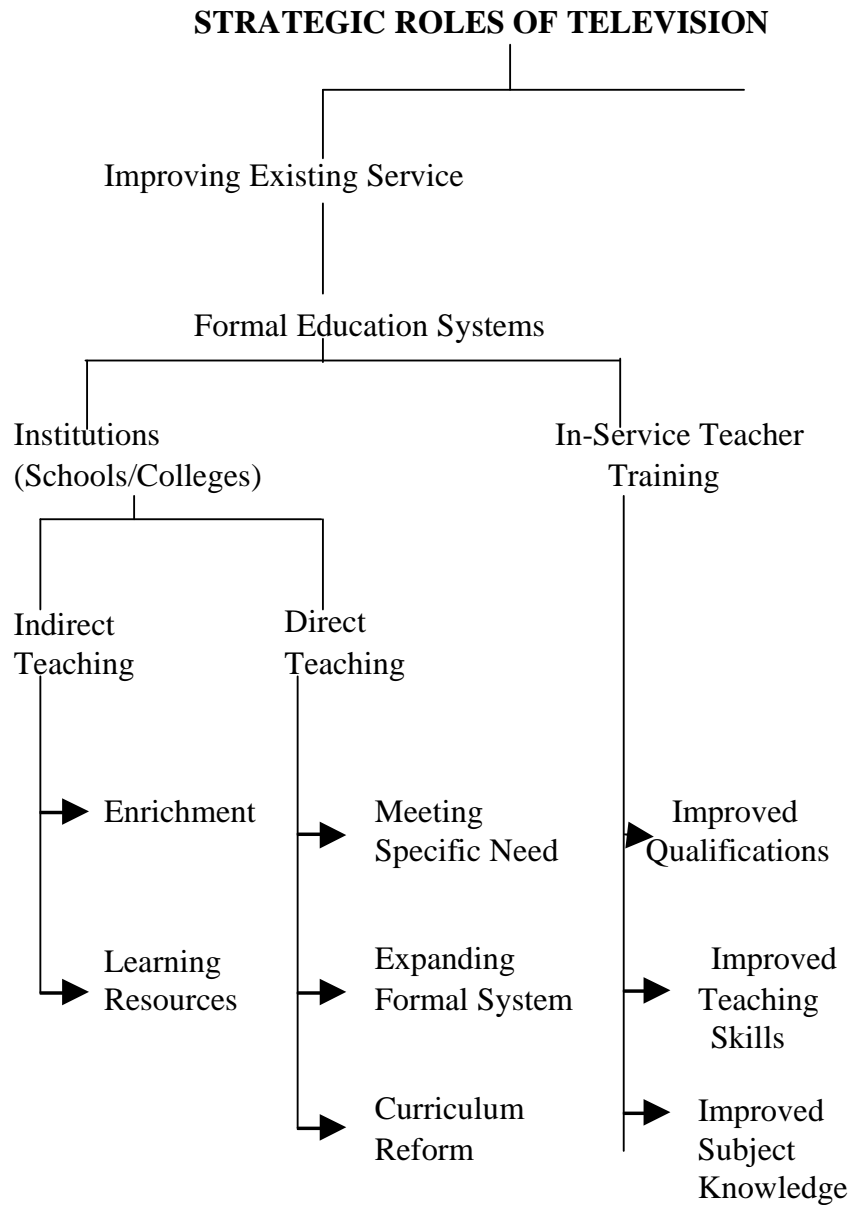 STRATEGIC ROLES OF TELEVISION
Improving Existing Service
Formal Education Systems
Institutions
(Schools/Colleges)
In-Service Teacher
Training
Indirect
Teaching
Direct
Teaching
Enrichment
Learning
Resources
Meeting
Specific Need
Expanding
Formal System
Curriculum
Reform
Improved
Qualifications
Improved
Teaching
Skills
Improved
Subject
Knowledge